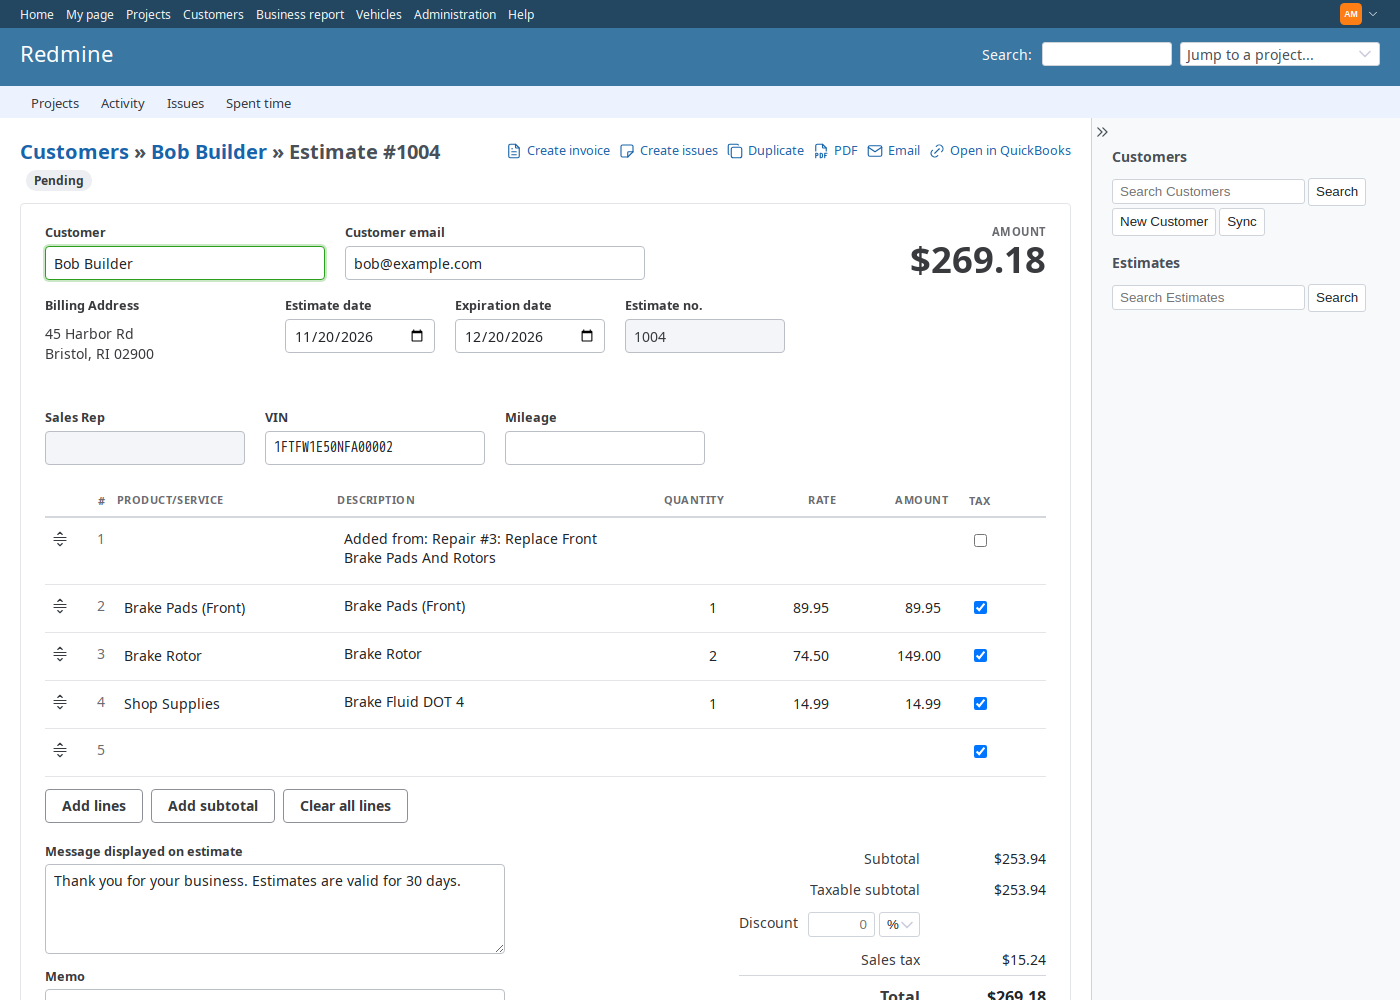 Home My page Projects Customers Business report Vehicles Administration Help AM
Redmine Search: Jump to a project...
Projects Activity Issues Spent time
Customers » Bob Builder » Estimate #1004 Create invoice Create issues Duplicate PDF Email Open in QuickBooks
Pending
Customer Customer email AMOUNT
Bob Builder bob@example.com $269.18
Billing Address Estimate date Expiration date Estimate no.
45 Harbor Rd 11/20/2026 12/20/2026 1004
Bristol, RI 02900
Sales Rep VIN Mileage
1FTFW1E50NFA00002
# PRODUCT/SERVICE DESCRIPTION QUANTITY RATE AMOUNT TAX
1 Added from: Repair #3: Replace Front
Brake Pads And Rotors
2 Brake Pads (Front) Brake Pads (Front) 1 89.95 89.95
3 Brake Rotor Brake Rotor 2 74.50 149.00
4 Shop Supplies Brake Fluid DOT 4 1 14.99 14.99
5
Add lines Add subtotal Clear all lines
Message displayed on estimate
Thank you for your business. Estimates are valid for 30 days.
Subtotal $253.94
Taxable subtotal $253.94
Discount 0 %
Sales tax $15.24
Memo
Total $269.18
Customers
Search Customers Search
New Customer Sync
Estimates
Search Estimates Search